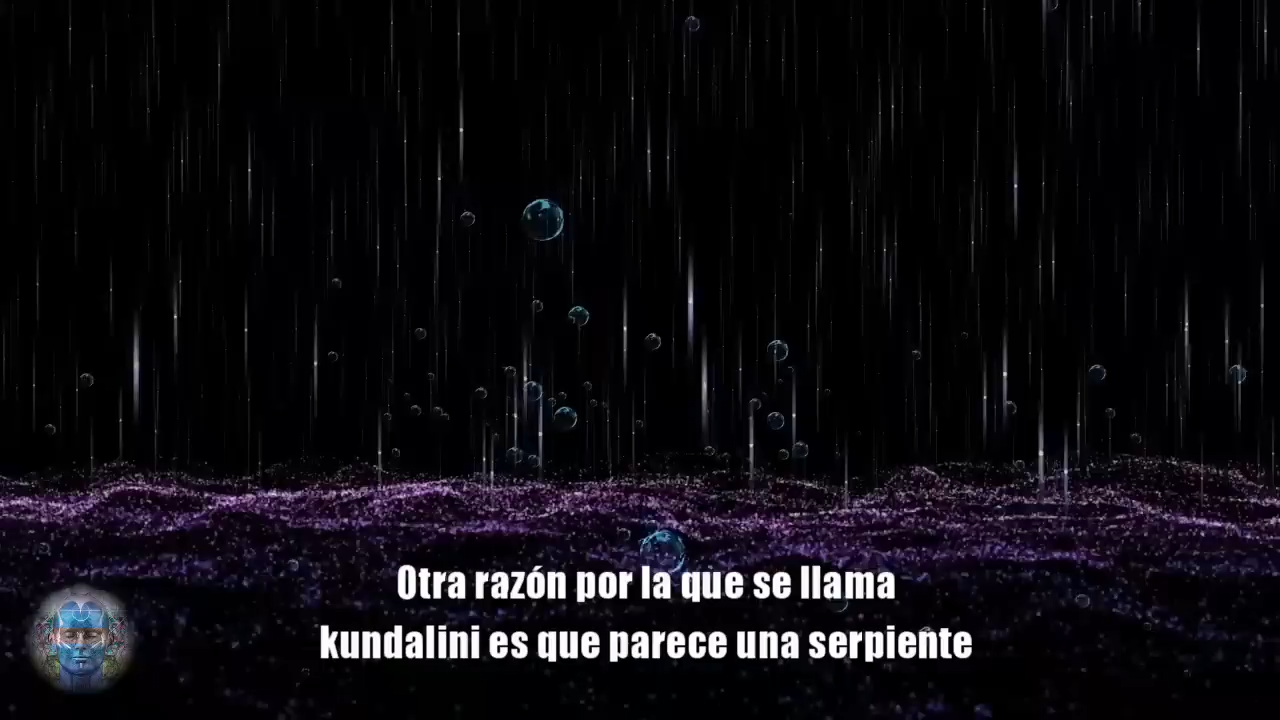 Otra razón por la que se llama
kundalini es que parece una serpiente